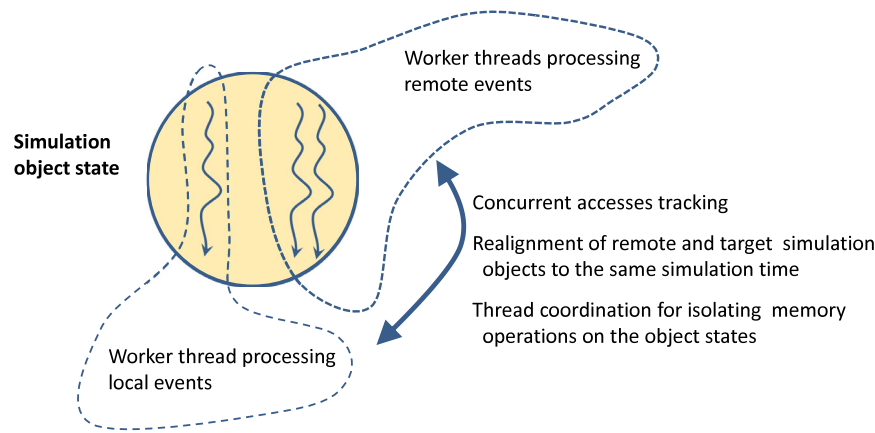 Worker threads processing
remote events
Simulation
object state
Concurrent accesses tracking
Realignment of remote and target simulation
objects to the same simulation time
Thread coordination for isolating memory
operations on the object states
Worker thread processing
local events